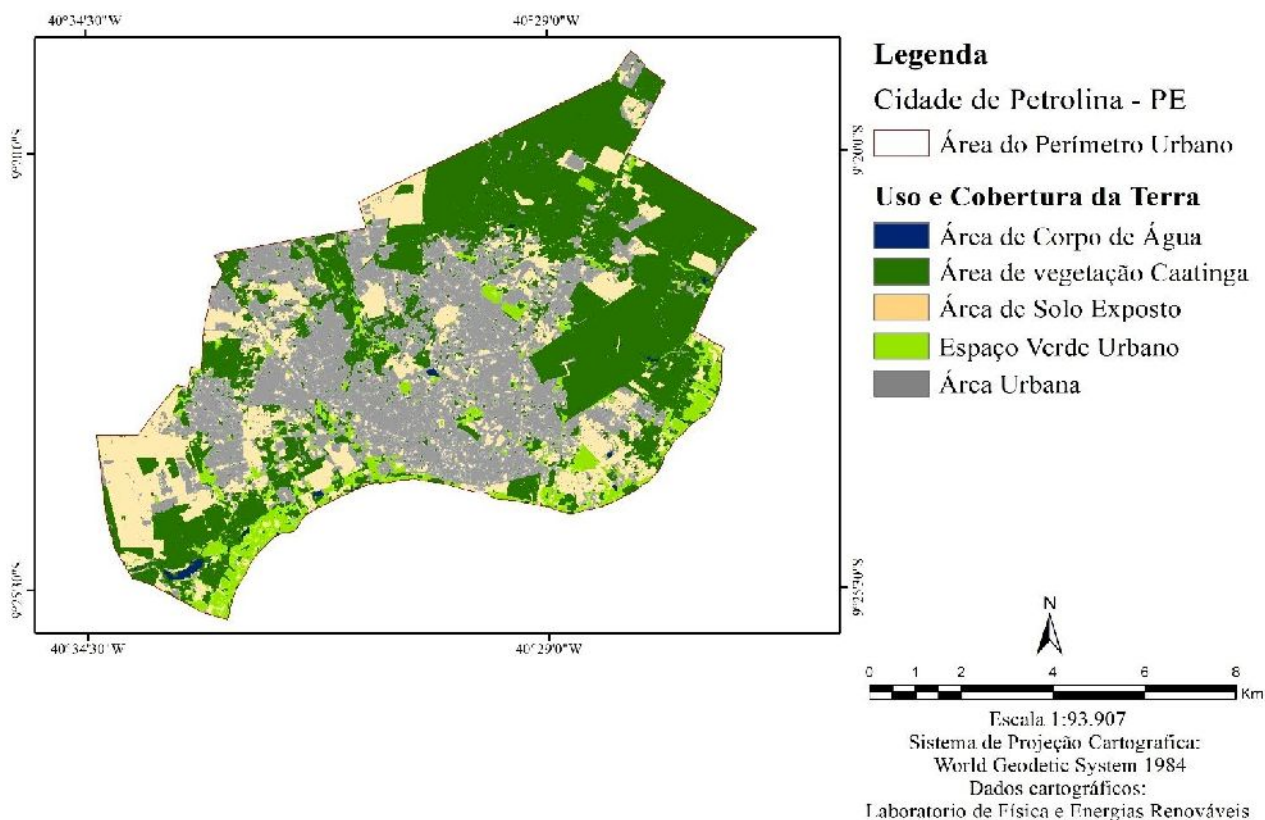 40°34'30"W
40°29'0"W
9°20'0"S
9°20'0"S
9°25'30"S
9°25'30"S
40°34'30"W
40°29'0"W
Legenda
Cidade de Petrolina - PE
Área do Perímetro Urbano
Uso e Cobertura da Terra
Área de Corpo de Água
Área de vegetação Caatinga
Área de Solo Exposto
Espaço Verde Urbano
Área Urbana
N
0 1 2 4 6 8
Km
Escala 1:93.907
Sistema de Projeção Cartografica:
World Geodetic System 1984
Dados cartográficos:
Laboratorio de Física e Energias Renováveis